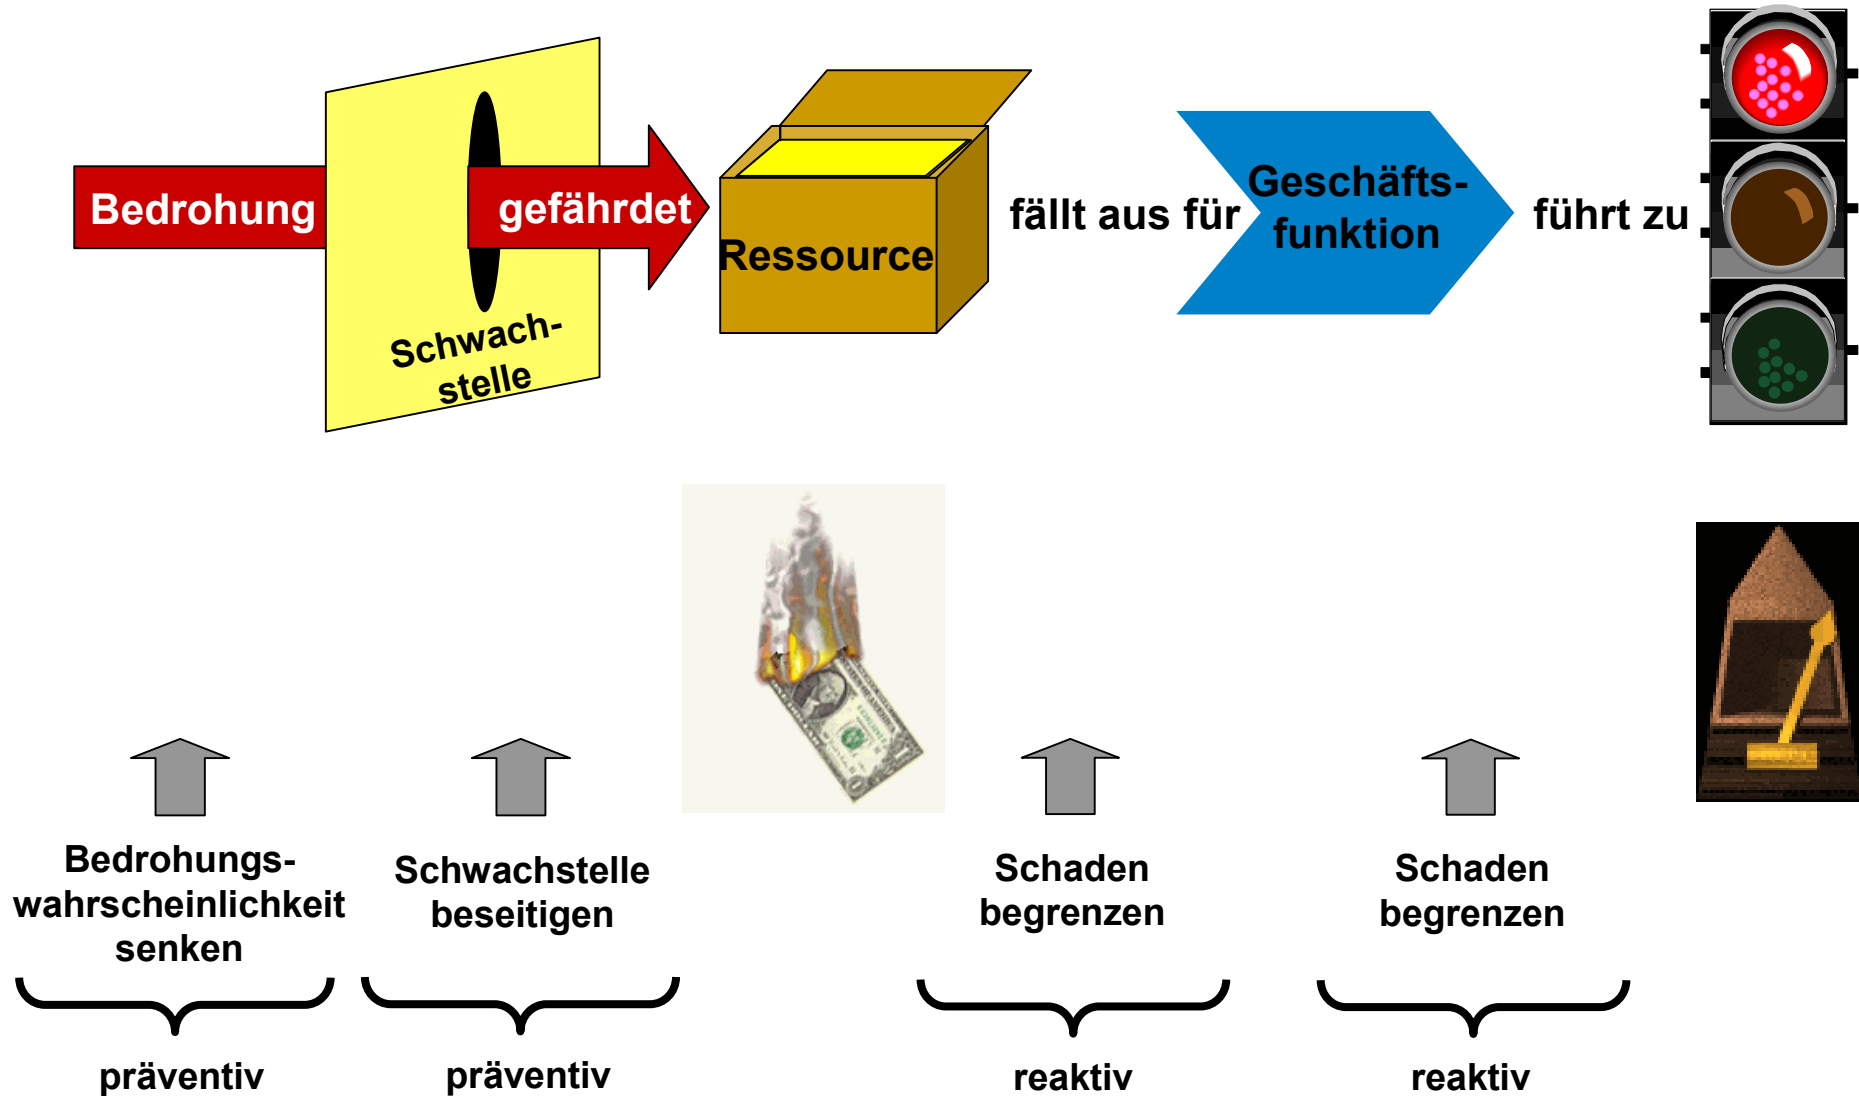 Bedrohung
gefährdet
Schwach-
stelle
Ressource
fällt aus für
Geschäfts-
funktion
führt zu
Bedrohungs-
wahrscheinlichkeit
senken
Schwachstelle
beseitigen
Schaden
begrenzen
Schaden
begrenzen
präventiv
präventiv
reaktiv
reaktiv